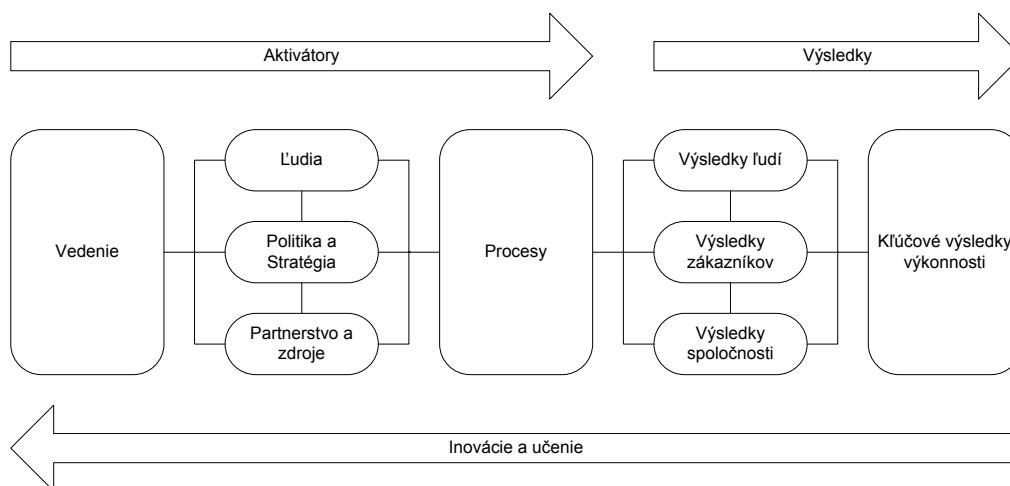 Aktivátory
Výsledky
Vedenie
Ľudia
Politika a
Stratégia
Partnerstvo a
zdroje
Procesy
Výsledky ľudí
Výsledky
zákazníkov
Výsledky
spoločnosti
Kľúčové výsledky
výkonnosti
Inovácie a učenie